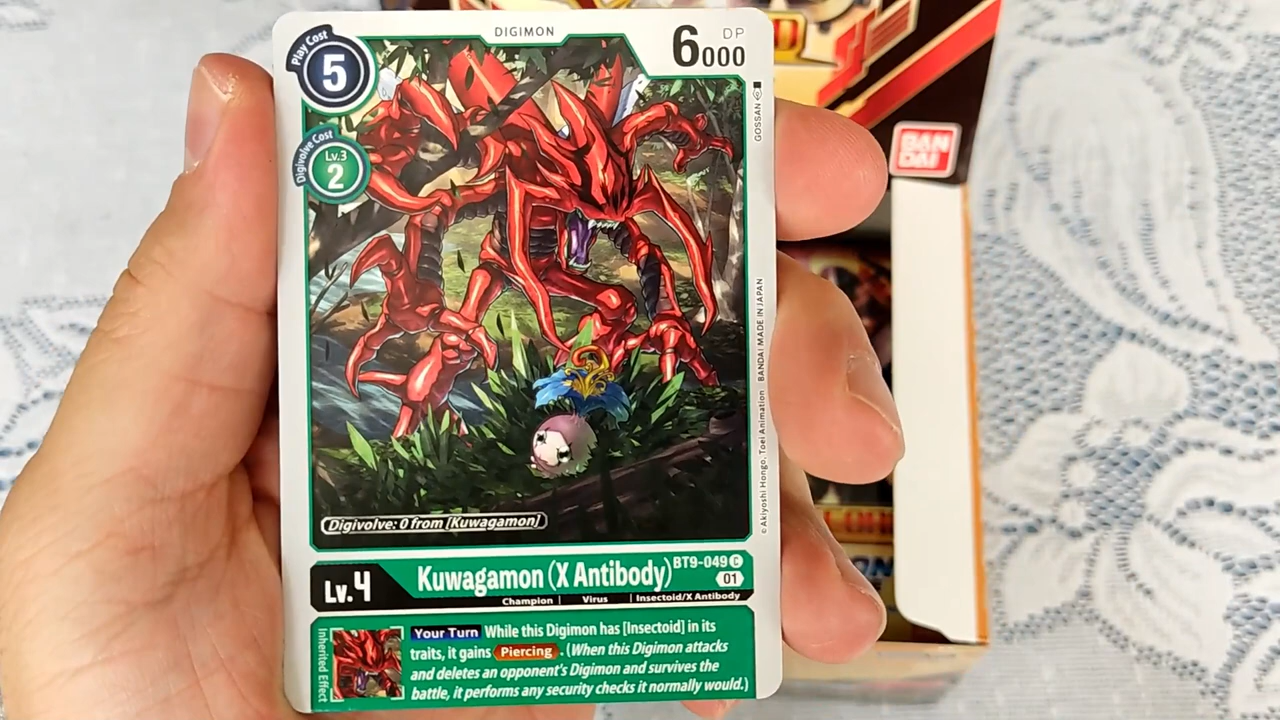 DIGIMON
Play Cost
5
DP
6000
Digivolve Cost
Lv.3
2
GOSSAN
© Akiyoshi Hongo, Toei Animation BANDAI MADE IN JAPAN
BAN
DAI
Digivolve: 0 from [Kuwagamon]
Lv.4
Kuwagamon (X Antibody)
BT9-049 C
01
Champion | Virus | Insectoid/X Antibody
Inherited Effect
Your Turn While this Digimon has [Insectoid] in its
traits, it gains Piercing. (When this Digimon attacks
and deletes an opponent's Digimon and survives the
battle, it performs any security checks it normally would.)